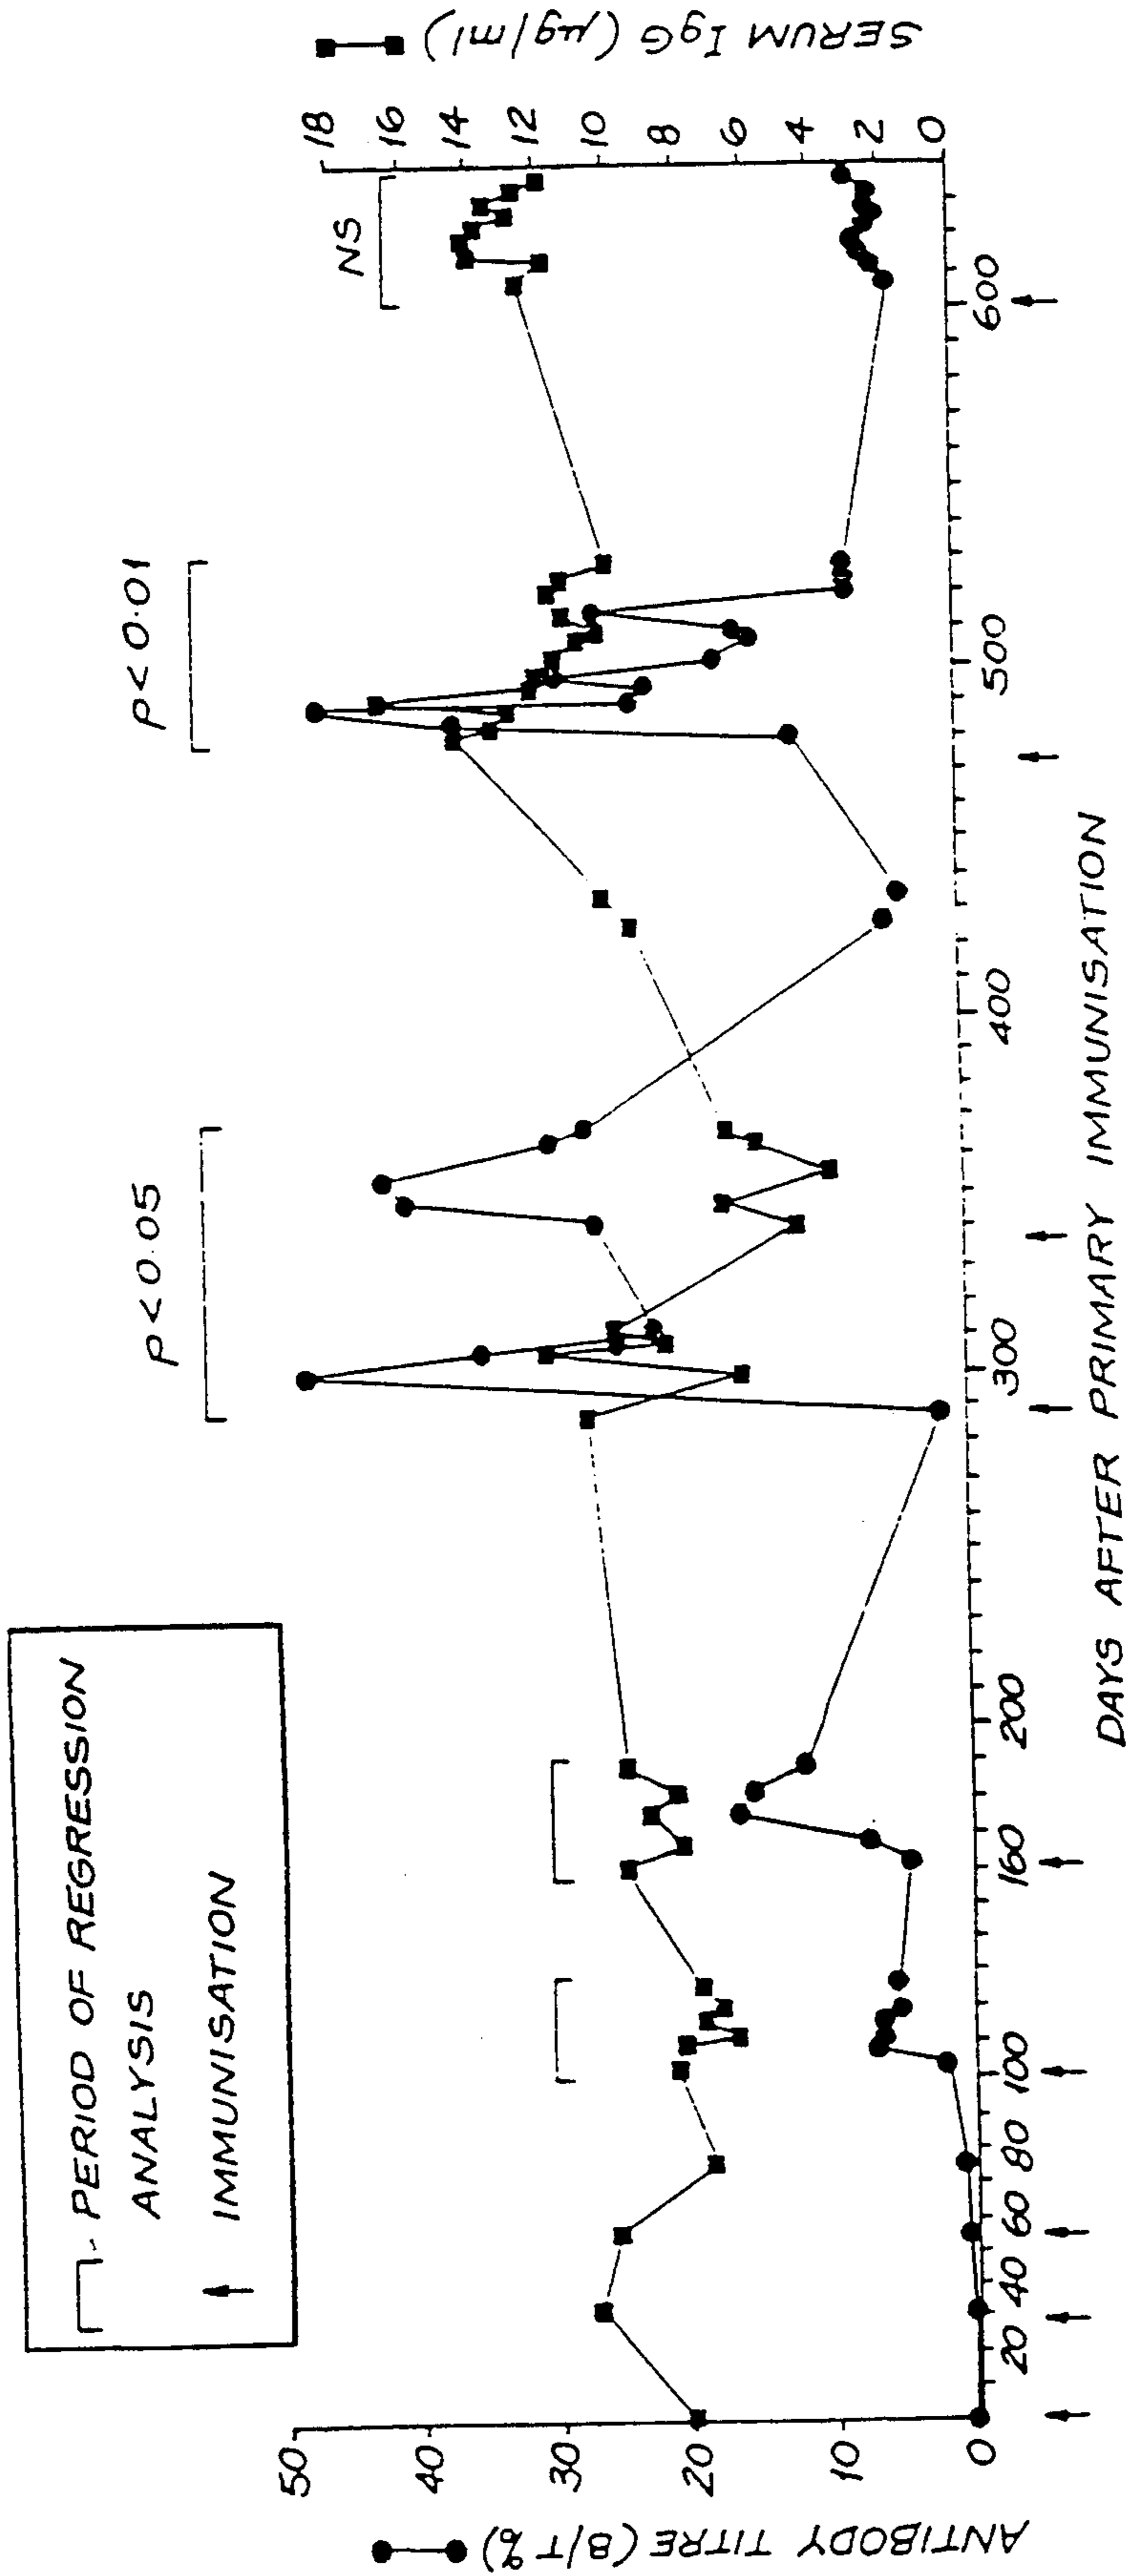 PERIOD OF REGRESSION
ANALYSIS
IMMUNISATION
P<0.05
P<0.01
NS
ANTIBODY TITRE (B/T%)
50
40
30
20
10
0
SERUM IgG (µg/ml)
18
16
14
12
10
8
6
4
2
0
20 40 60 80 100 160 200 300 400 500 600
DAYS AFTER PRIMARY IMMUNISATION